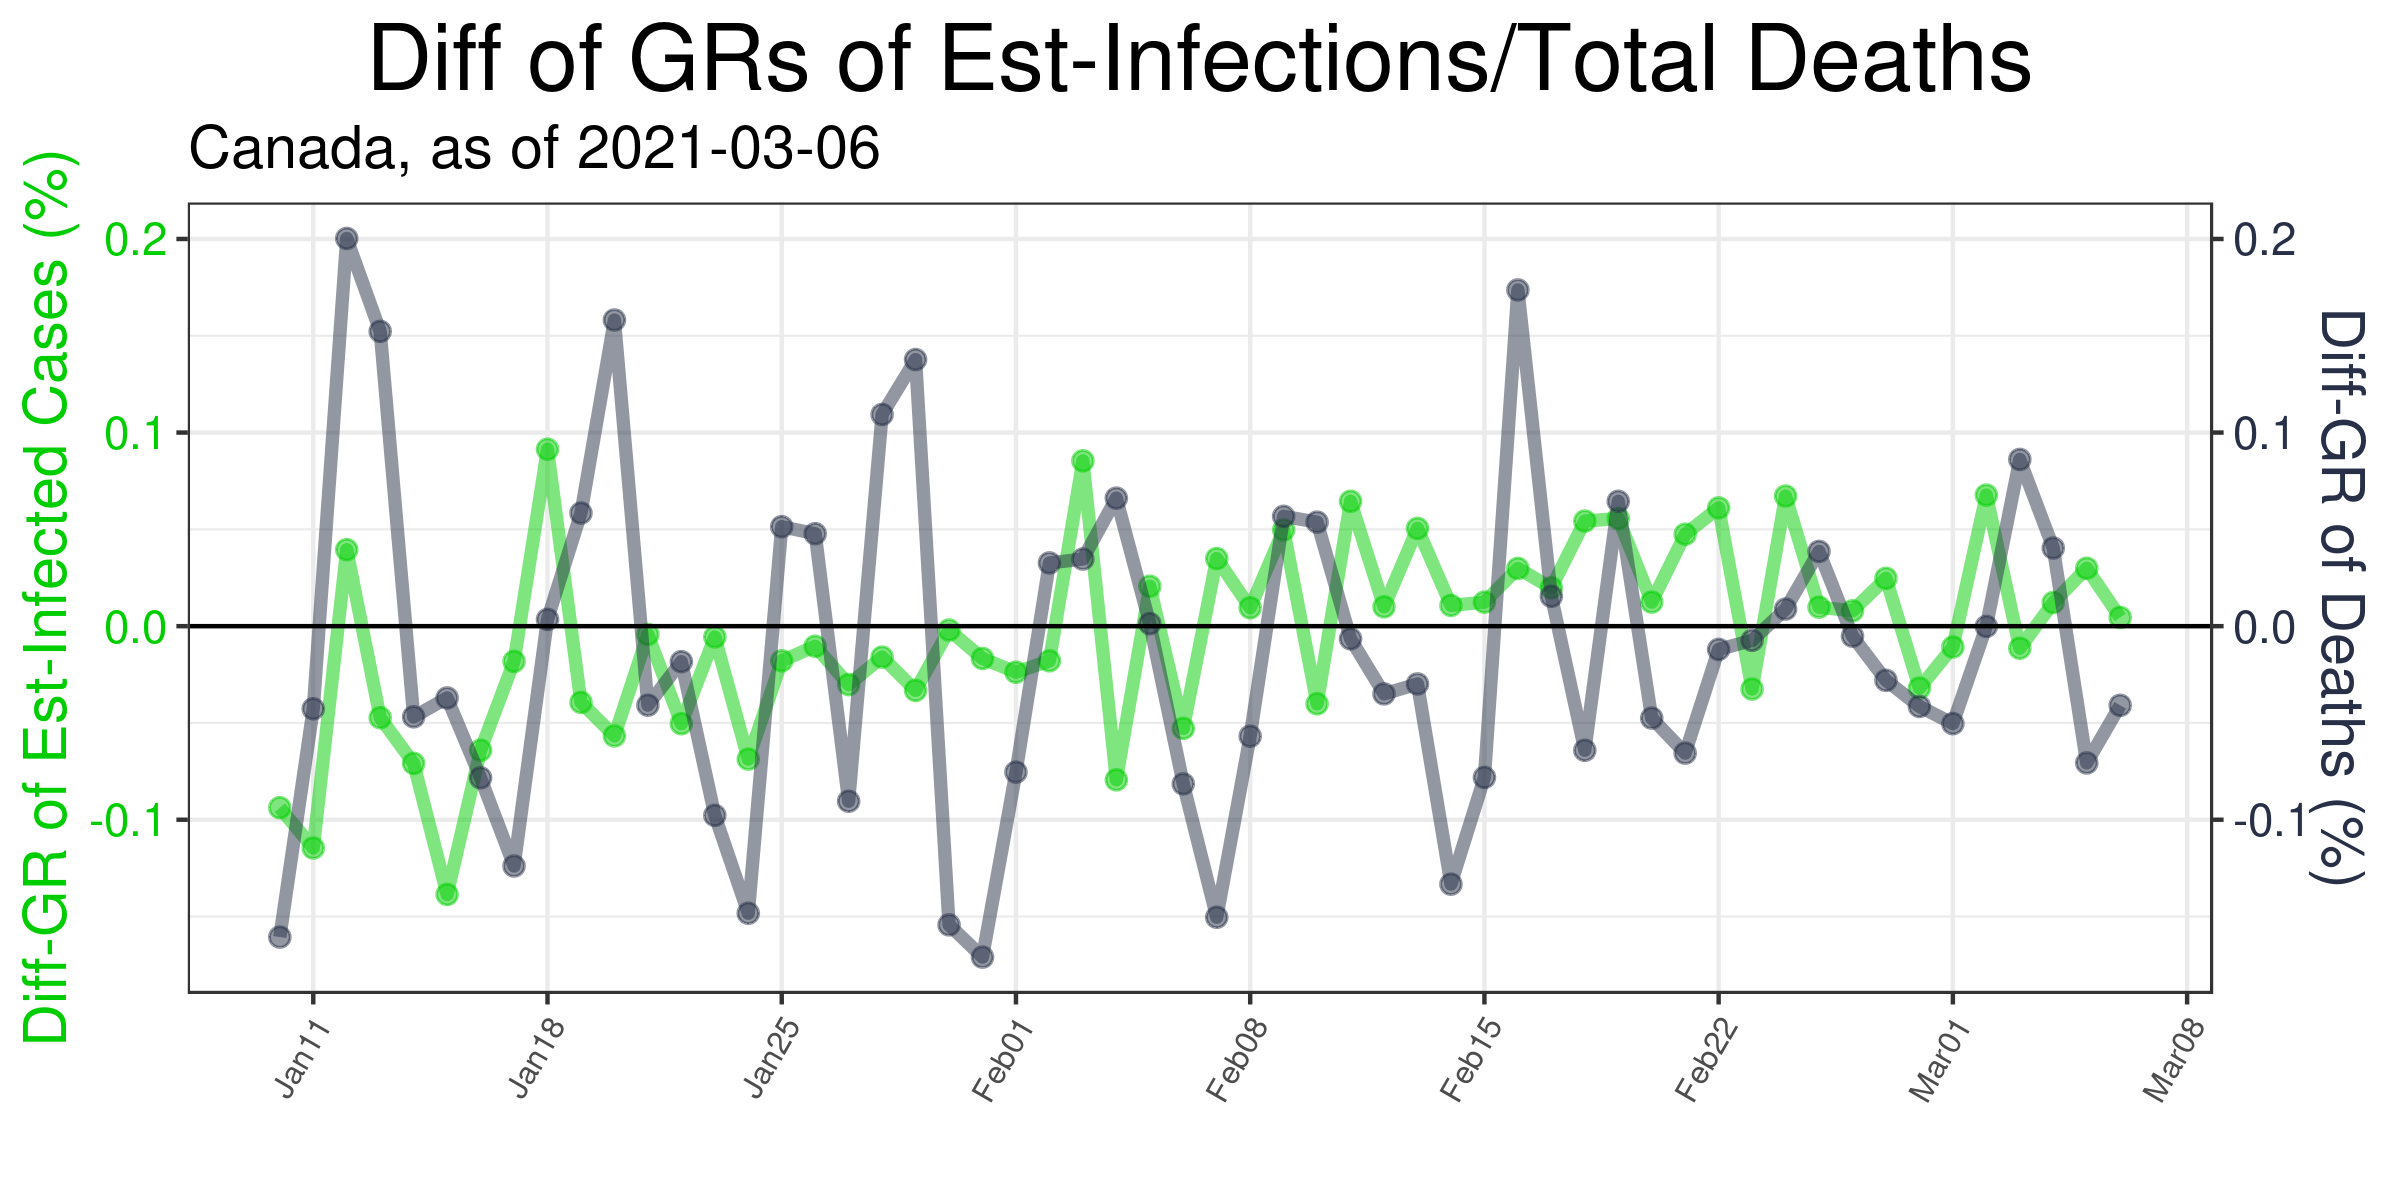 Diff of GRs of Est-Infections/Total Deaths
Canada, as of 2021-03-06
Diff-GR of Est-Infected Cases (%)
0.2
0.1
0.0
-0.1
0.2
0.1
0.0
-0.1
Diff-GR of Deaths (%)
Jan11
Jan18
Jan25
Feb01
Feb08
Feb15
Feb22
Mar01
Mar08